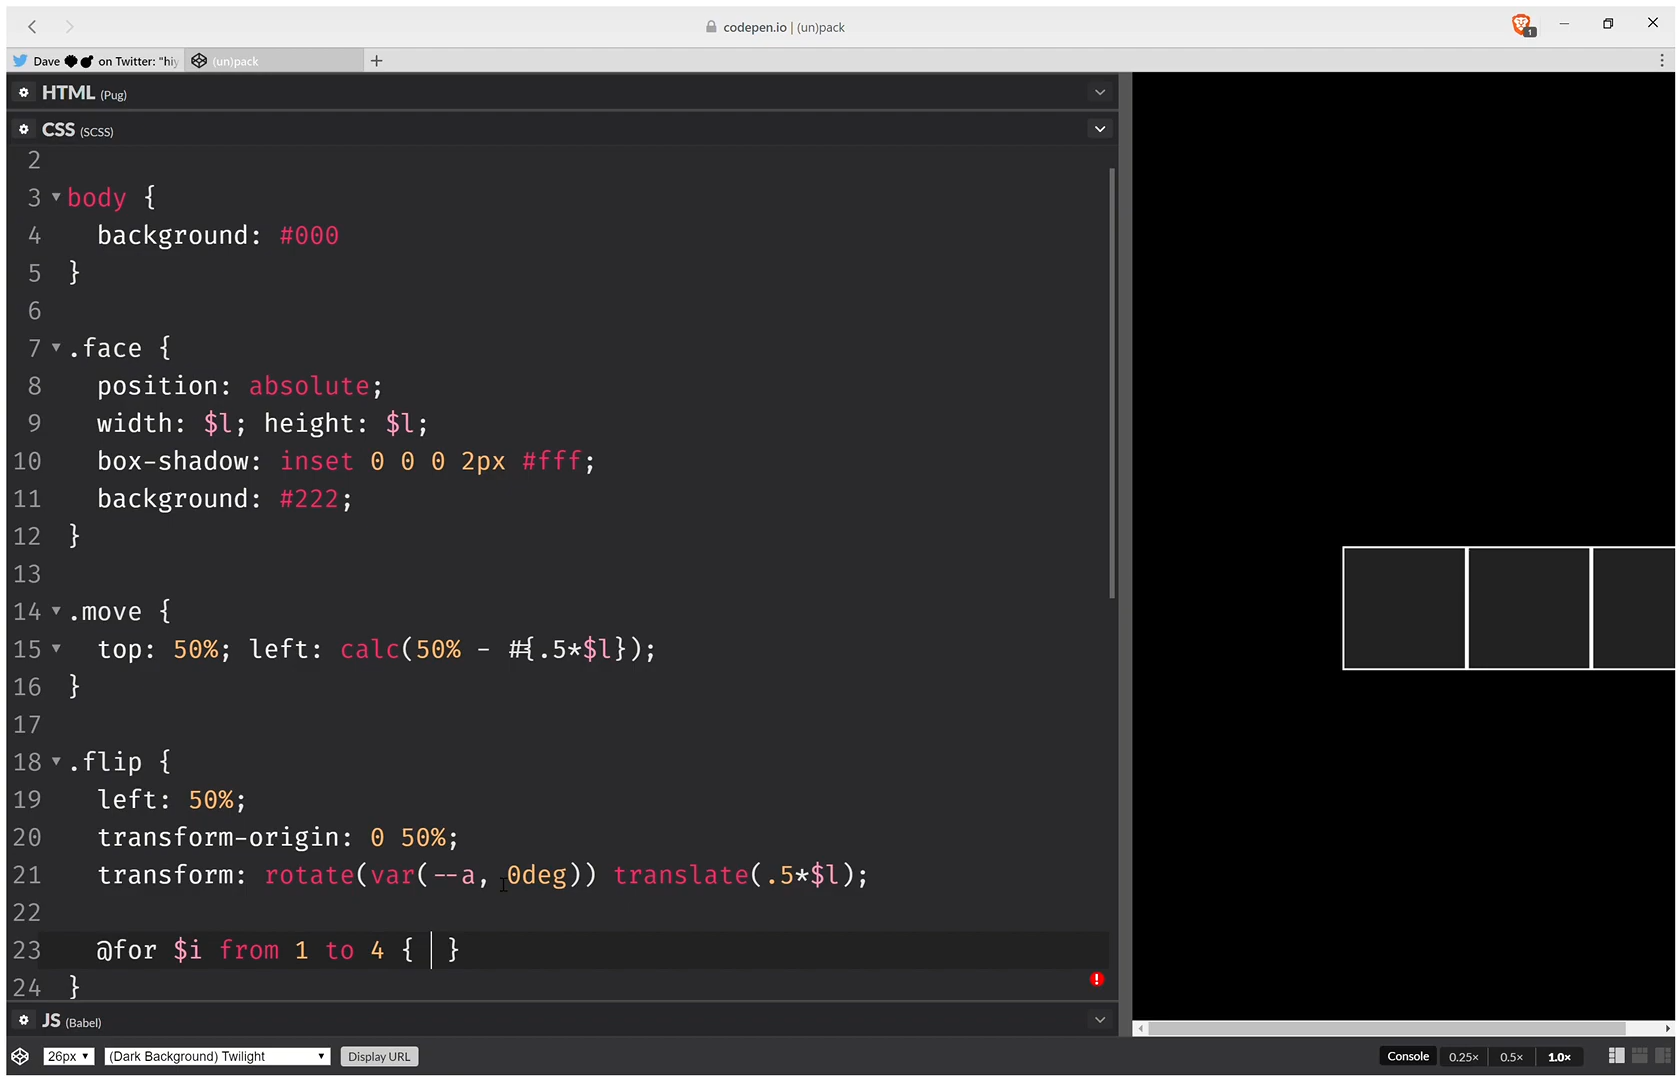 codepen.io | (un)pack
1
Dave on Twitter: "hiy
(un)pack
HTML (Pug)
CSS (SCSS)
2
3 body {
4 background: #000
5 }
6
7 .face {
8 position: absolute;
9 width: $l; height: $l;
10 box-shadow: inset 0 0 0 2px #fff;
11 background: #222;
12 }
13
14 .move {
15 top: 50%; left: calc(50% - #{.5*$l});
16 }
17
18 .flip {
19 left: 50%;
20 transform-origin: 0 50%;
21 transform: rotate(var(--a, 0deg)) translate(.5*$l);
22
23 @for $i from 1 to 4 { }
24 }
JS (Babel)
26px (Dark Background) Twilight Display URL Console 0.25× 0.5× 1.0×